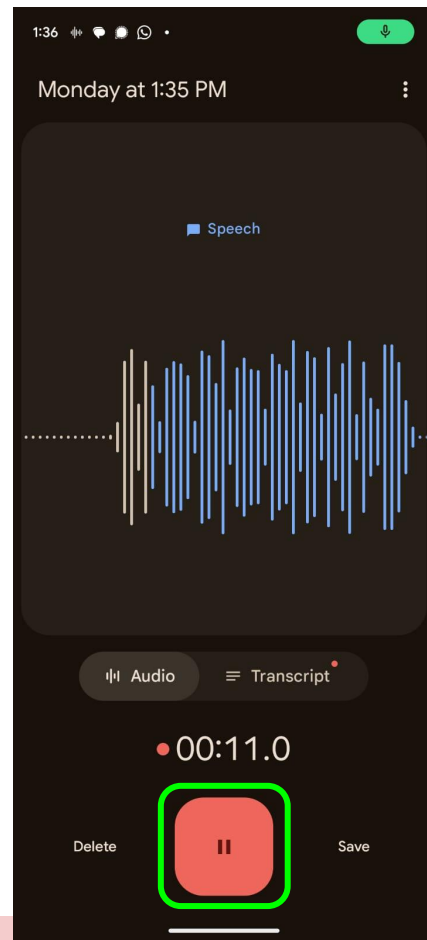 1:36
Monday at 1:35 PM
Speech
Audio
Transcript
00:11.0
Delete
Save